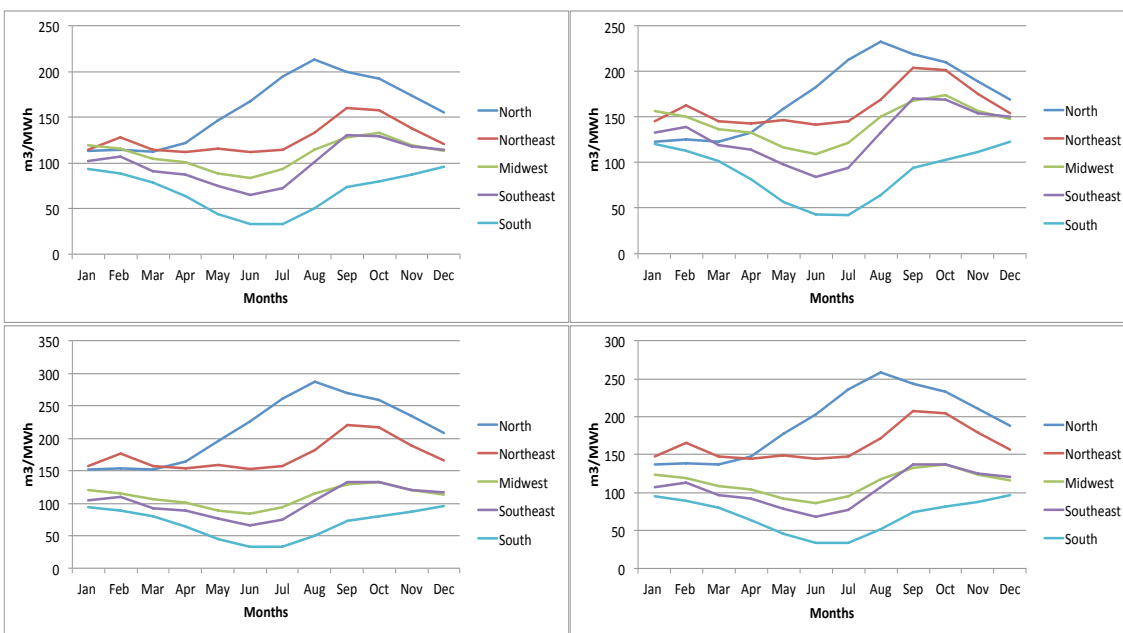 250
200
150
100
50
0
m3/MWh
Jan Feb Mar Apr May Jun Jul Aug Sep Oct Nov Dec
Months
North
Northeast
Midwest
Southeast
South
250
200
150
100
50
0
m3/MWh
Jan Feb Mar Apr May Jun Jul Aug Sep Oct Nov Dec
Months
North
Northeast
Midwest
Southeast
South
350
300
250
200
150
100
50
0
m3/MWh
Jan Feb Mar Apr May Jun Jul Aug Sep Oct Nov Dec
Months
North
Northeast
Midwest
Southeast
South
300
250
200
150
100
50
0
m3/MWh
Jan Feb Mar Apr May Jun Jul Aug Sep Oct Nov Dec
Months
North
Northeast
Midwest
Southeast
South